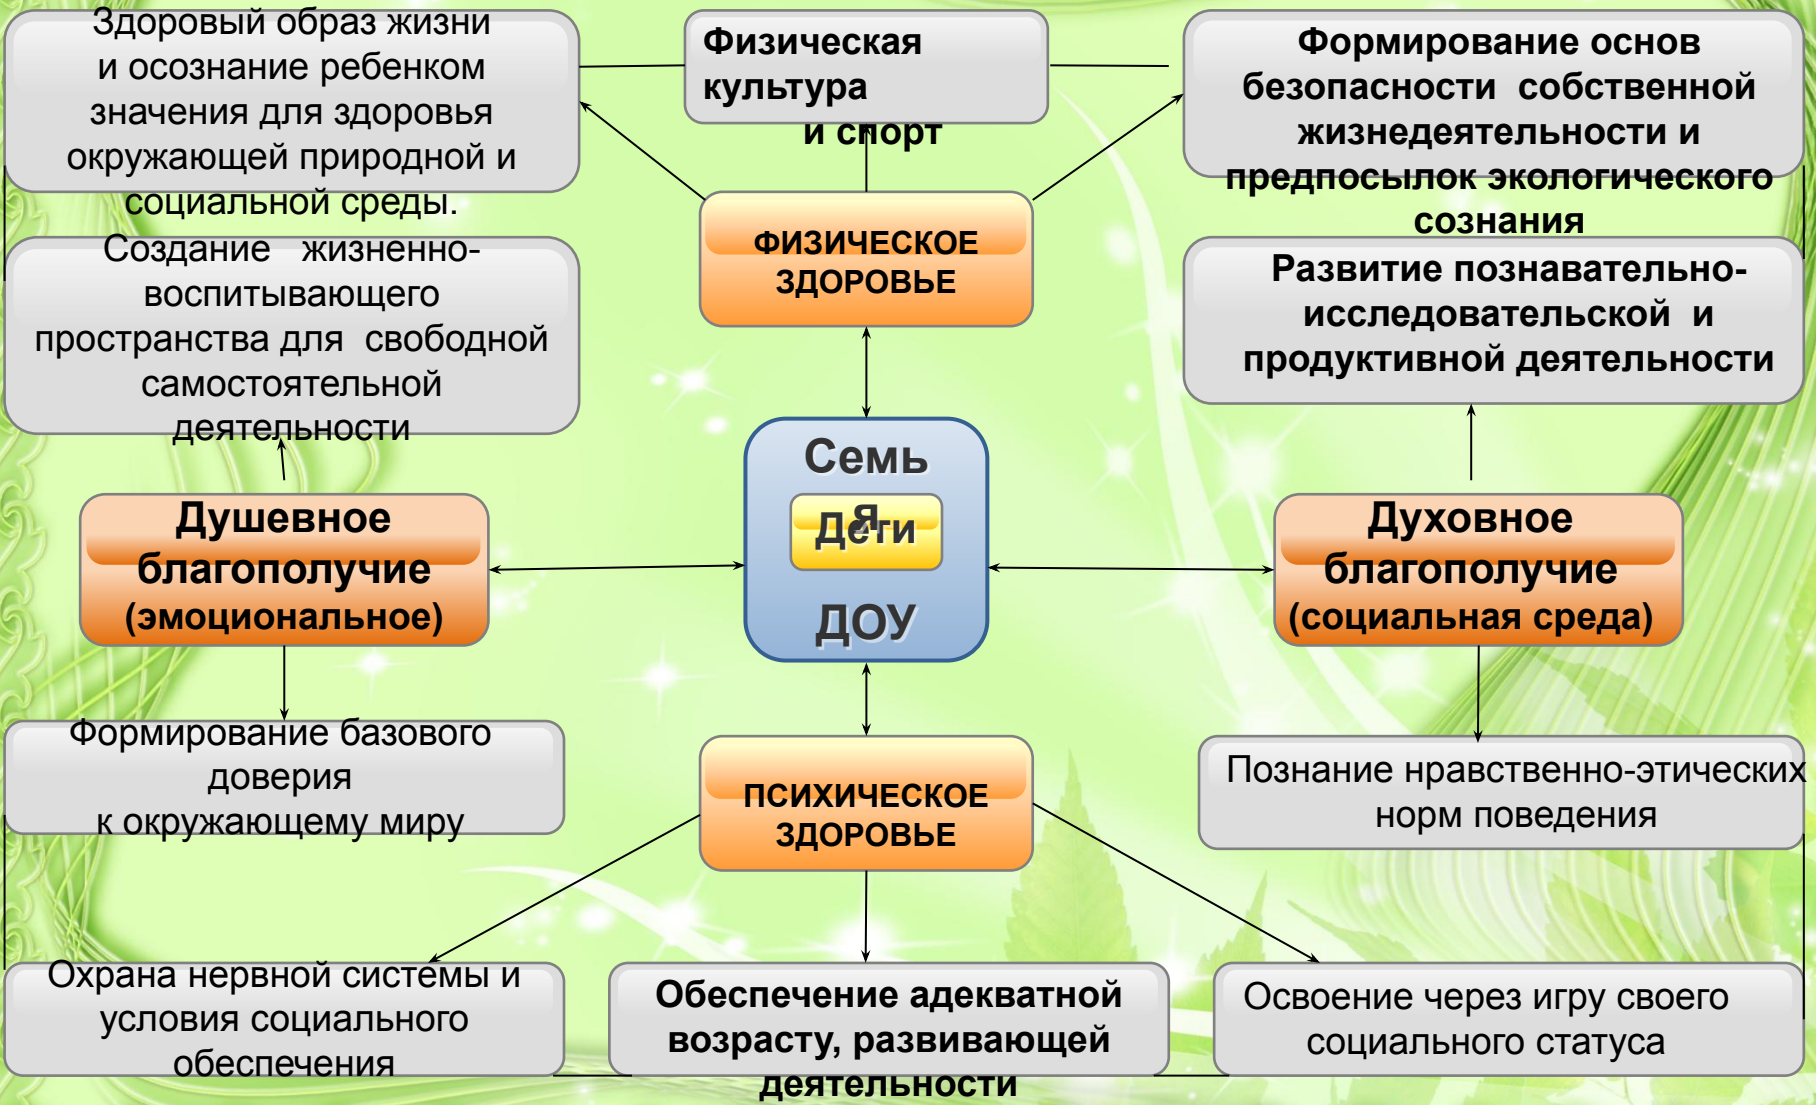 Здоровый образ жизни
и осознание ребенком
значения для здоровья
окружающей природной и
социальной среды.
Физическая
культура
и спорт
Формирование основ
безопасности собственной
жизнедеятельности и
предпосылок экологического
сознания
Создание жизненно-
воспитывающего
пространства для свободной
самостоятельной
деятельности
ФИЗИЧЕСКОЕ
ЗДОРОВЬЕ
Развитие познавательно-
исследовательской и
продуктивной деятельности
Душевное
благополучие
(эмоциональное)
Семь
я
Дети
ДОУ
Духовное
благополучие
(социальная среда)
Формирование базового
доверия
к окружающему миру
ПСИХИЧЕСКОЕ
ЗДОРОВЬЕ
Познание нравственно-этических
норм поведения
Охрана нервной системы и
условия социального
обеспечения
Обеспечение адекватной
возрасту, развивающей
деятельности
Освоение через игру своего
социального статуса